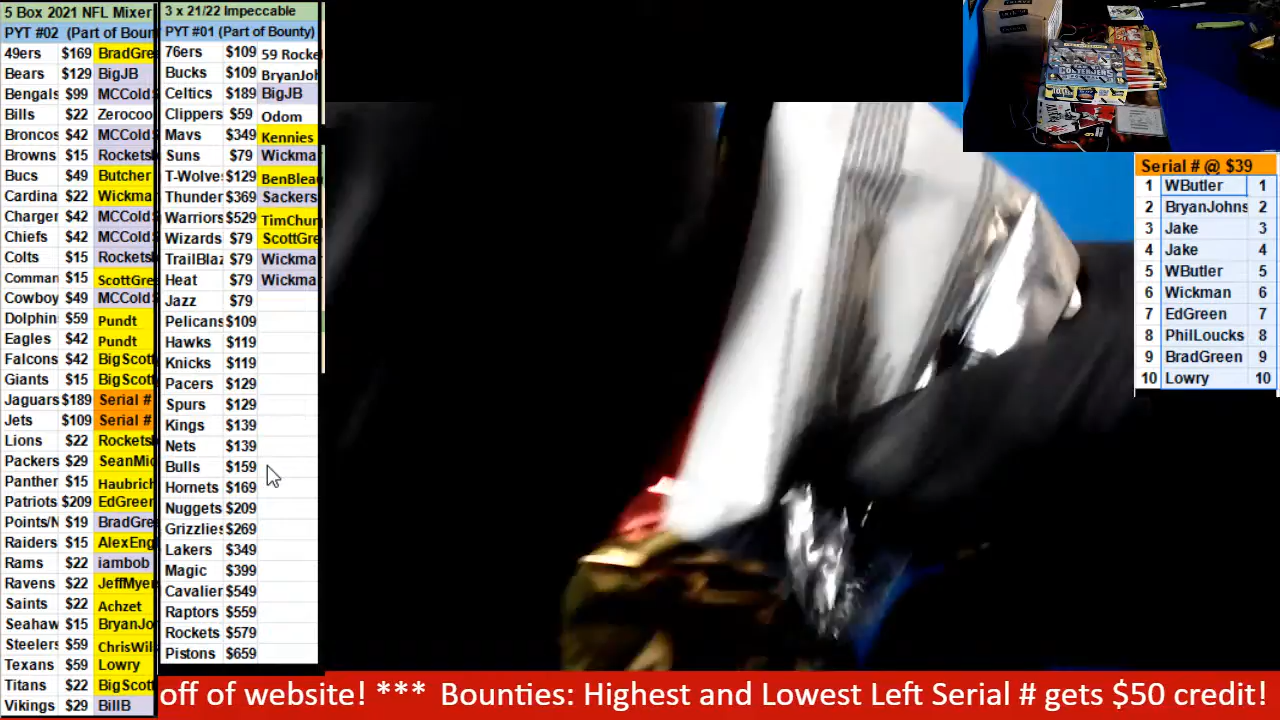 5 Box 2021 NFL Mixer
PYT #02 (Part of Boun
49ers $169 BradGre
Bears $129 BigJB
Bengals $99 MCCold
Bills $22 Zerocoo
Broncos $42 MCCold
Browns $15 Rocketsl
Bucs $49 Butcher
Cardina $22 Wickma
Charger $42 MCCold
Chiefs $42 MCCold
Colts $15 Rockets
Comman $15 ScottGre
Cowboy $49 MCCold
Dolphin $59 Pundt
Eagles $42 Pundt
Falcons $42 BigScott
Giants $15 BigScott
Jaguars $189 Serial #
Jets $109 Serial #
Lions $22 Rockets
Packers $29 SeanMic
Panther $15 Haubrich
Patriots $209 EdGreen
Points/N $19 BradGre
Raiders $15 AlexEng
Rams $22 iambob
Ravens $22 JeffMyer
Saints $22 Achzet
Seahaw $15 BryanJo
Steelers $59 ChrisWil
Texans $59 Lowry
Titans $22 BigScott
Vikings $29 BillB
3 x 21/22 Impeccable
PYT #01 (Part of Bounty)
76ers $109 59 Rocke
Bucks $109 BryanJoh
Celtics $189 BigJB
Clippers $59 Odom
Mavs $349 Kennies
Suns $79 Wickma
T-Wolve $129 BenBleau
Thunder $369 Sackers
Warriors $529 TimChun
Wizards $79 ScottGre
TrailBlaz $79 Wickma
Heat $79 Wickma
Jazz $79
Pelicans $109
Hawks $119
Knicks $119
Pacers $129
Spurs $129
Kings $139
Nets $139
Bulls $159
Hornets $169
Nuggets $209
Grizzlies $269
Lakers $349
Magic $399
Cavalier $549
Raptors $559
Rockets $579
Pistons $659
CONTENDERS
Serial # @ $39
1 WButler 1
2 BryanJohns 2
3 Jake 3
4 Jake 4
5 WButler 5
6 Wickman 6
7 EdGreen 7
8 PhilLoucks 8
9 BradGreen 9
10 Lowry 10
off of website! *** Bounties: Highest and Lowest Left Serial # gets $50 credit!